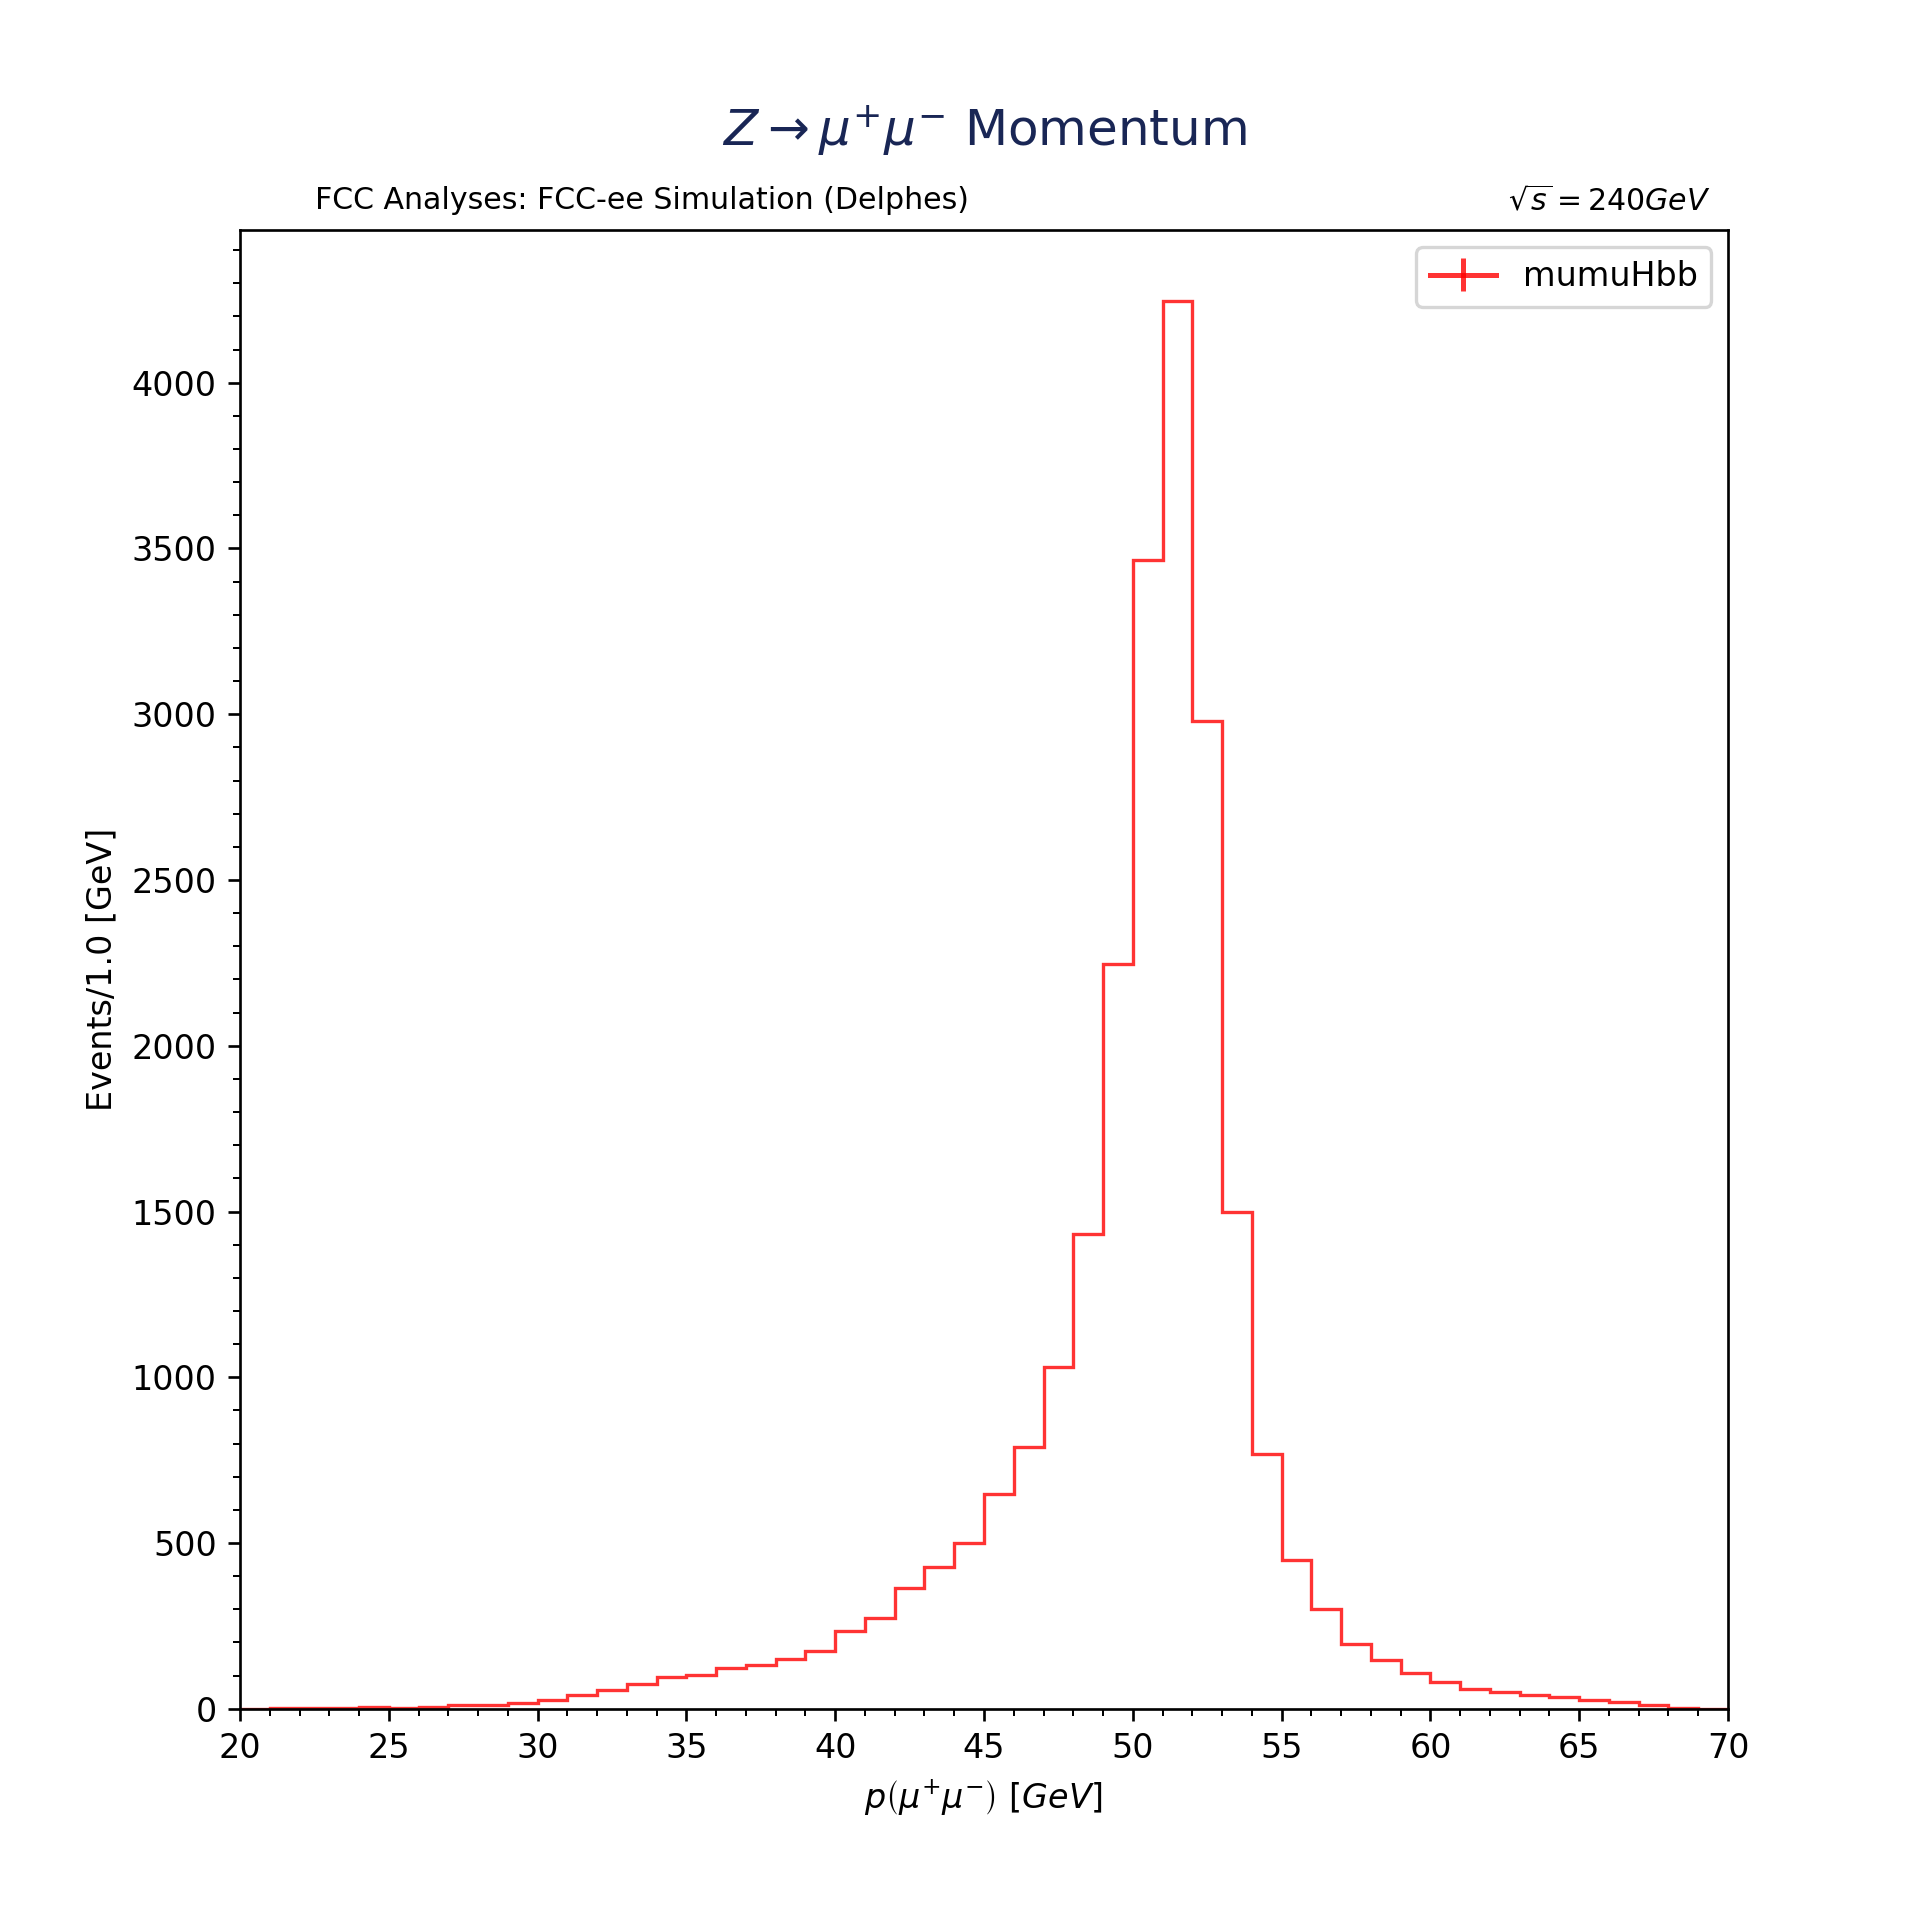 Z → μ⁺μ⁻ Momentum
FCC Analyses: FCC-ee Simulation (Delphes)
√s = 240GeV
mumuHbb
4000
3500
3000
2500
2000
1500
1000
500
0
Events/1.0 [GeV]
20 25 30 35 40 45 50 55 60 65 70
p(μ⁺μ⁻) [GeV]